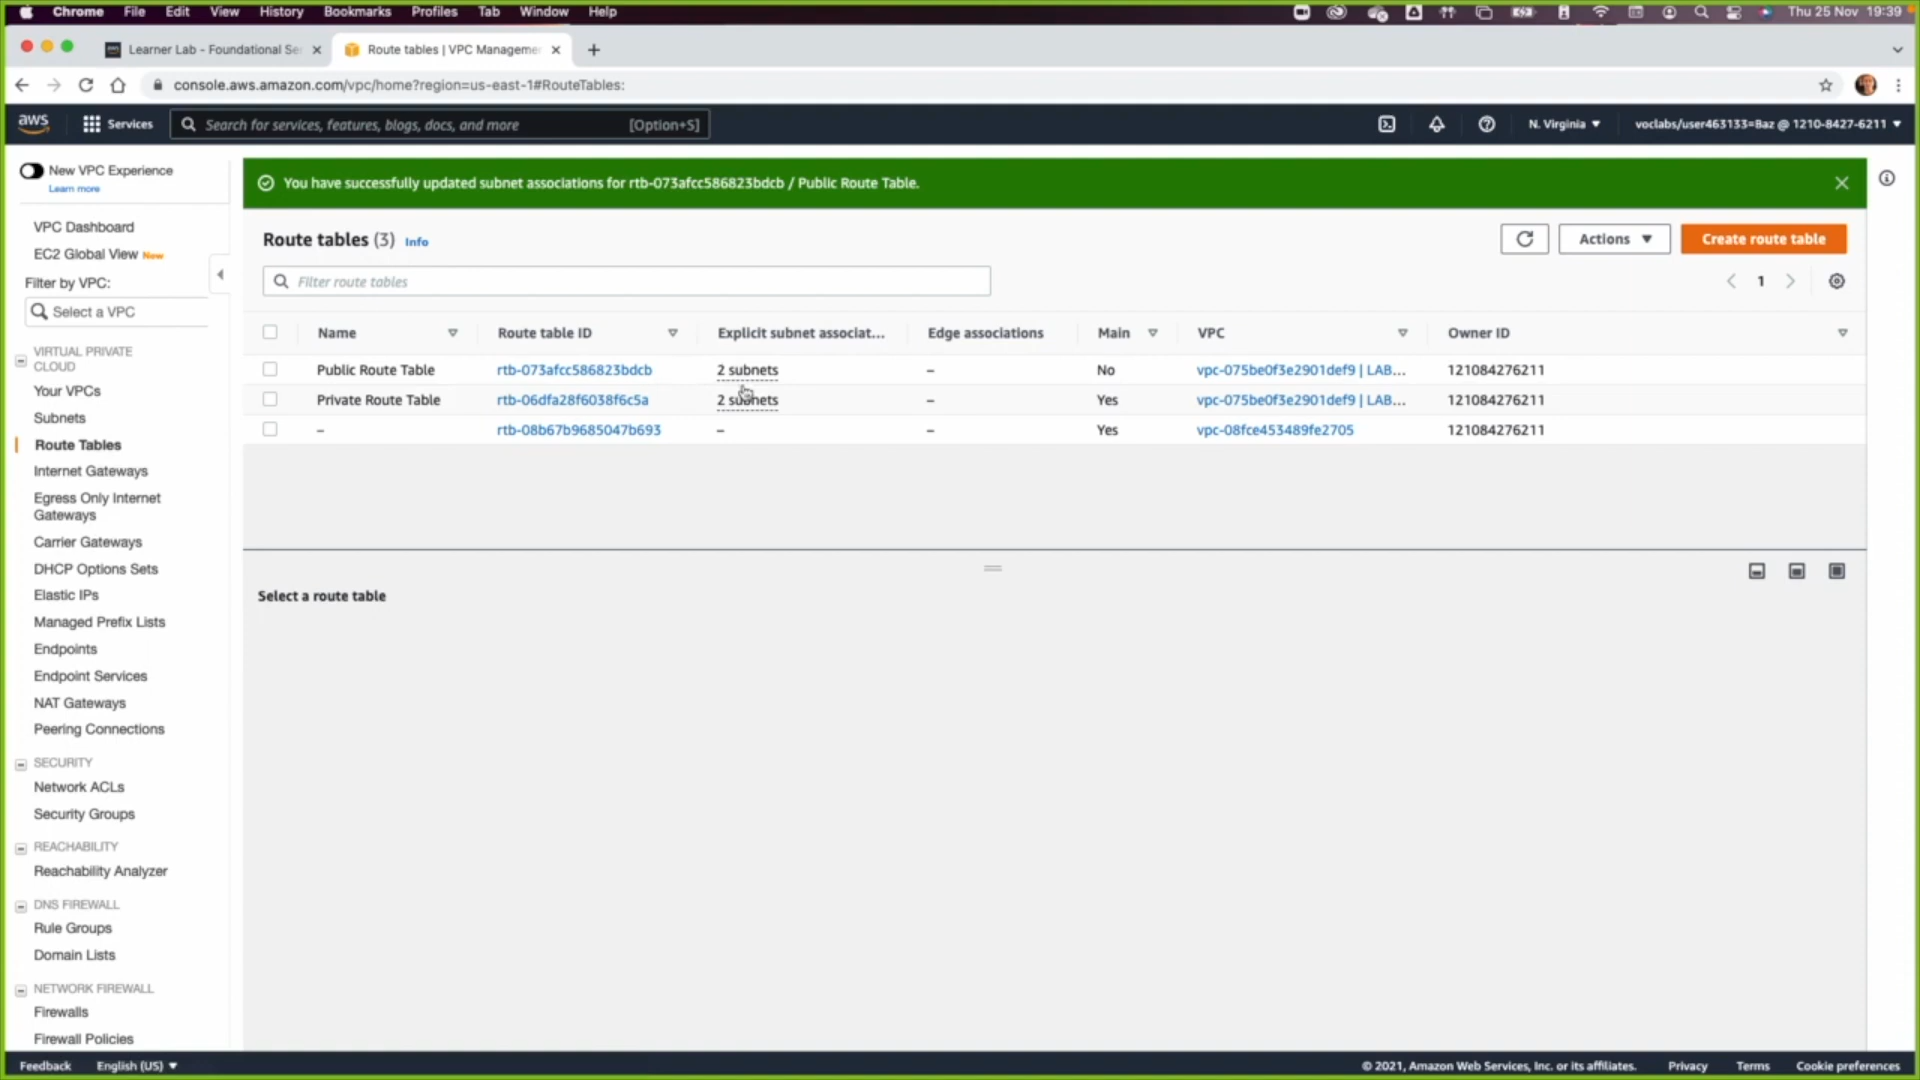 Chrome File Edit View History Bookmarks Profiles Tab Window Help Thu 25 Nov 19:39
Learner Lab - Foundational Ser Route tables | VPC Manageme
console.aws.amazon.com/vpc/home?region=us-east-1#RouteTables:
aws Services Search for services, features, blogs, docs, and more [Option+S] N. Virginia voclabs/user463133=Baz @ 1210-8427-6211
New VPC Experience
Learn more
You have successfully updated subnet associations for rtb-073afcc586823bdcb / Public Route Table.
VPC Dashboard
EC2 Global View New
Filter by VPC:
Select a VPC
VIRTUAL PRIVATE
CLOUD
Your VPCs
Subnets
Route Tables
Internet Gateways
Egress Only Internet
Gateways
Carrier Gateways
DHCP Options Sets
Elastic IPs
Managed Prefix Lists
Endpoints
Endpoint Services
NAT Gateways
Peering Connections
SECURITY
Network ACLs
Security Groups
REACHABILITY
Reachability Analyzer
DNS FIREWALL
Rule Groups
Domain Lists
NETWORK FIREWALL
Firewalls
Firewall Policies
Route tables (3) Info
Actions Create route table
Filter route tables
1
Name Route table ID Explicit subnet associat... Edge associations Main VPC Owner ID
Public Route Table rtb-073afcc586823bdcb 2 subnets – No vpc-075be0f3e2901def9 | LAB... 121084276211
Private Route Table rtb-06dfa28f6038f6c5a 2 subnets – Yes vpc-075be0f3e2901def9 | LAB... 121084276211
– rtb-08b67b9685047b693 – – Yes vpc-08fce453489fe2705 121084276211
Select a route table
Feedback English (US) © 2021, Amazon Web Services, Inc. or its affiliates. Privacy Terms Cookie preferences